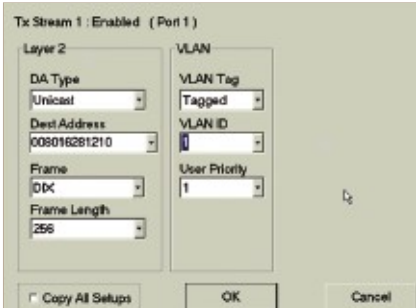 Tx Stream 1 : Enabled ( Port 1 )
Layer 2
DA Type
Unicast
Dest Address
008016281210
Frame
DIX
Frame Length
256
VLAN
VLAN Tag
Tagged
VLAN ID
1
User Priority
1
Copy All Setups
OK
Cancel